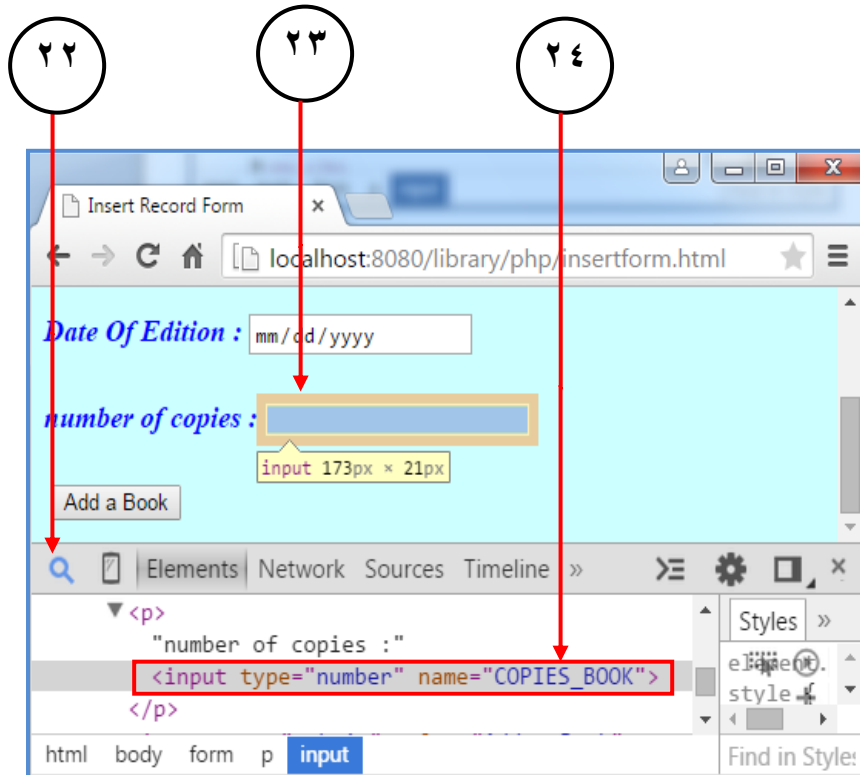 ٢٢ ٢٣ ٢٤
Insert Record Form ×
localhost:8080/library/php/insertform.html
Date Of Edition : mm/dd/yyyy
number of copies :
input 173px × 21px
Add a Book
Elements Network Sources Timeline »
▼<p>
"number of copies :"
<input type="number" name="COPIES_BOOK">
</p>
Styles »
element.
style {
html body form p input
Find in Styles